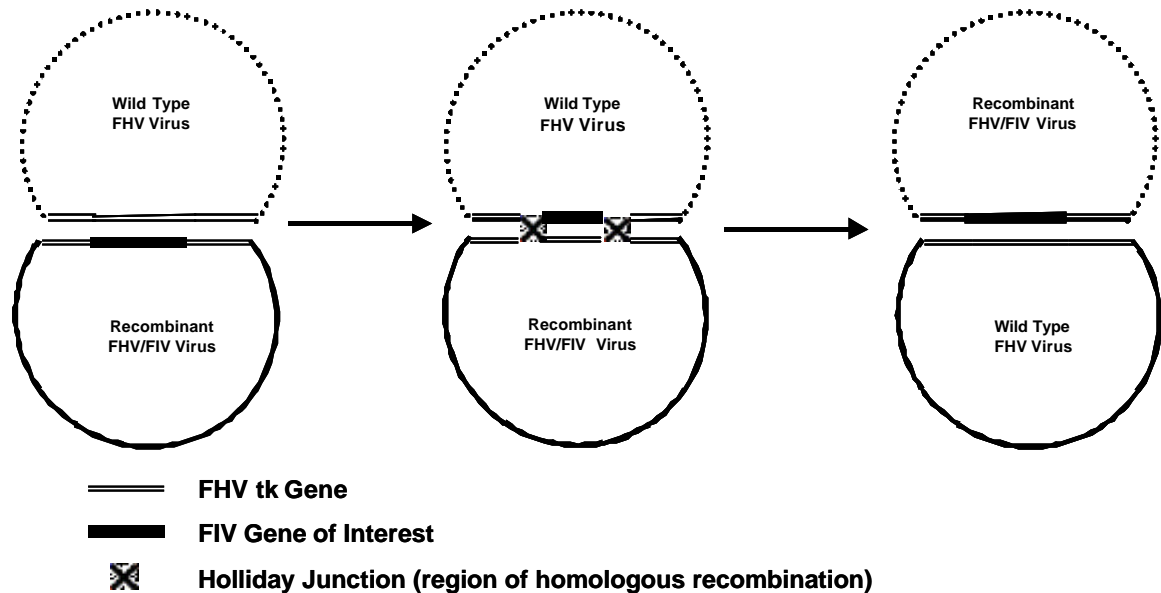 Wild Type
FHV Virus
Recombinant
FHV/FIV Virus
Wild Type
FHV Virus
Recombinant
FHV/FIV Virus
Recombinant
FHV/FIV Virus
Wild Type
FHV Virus
FHV tk Gene
FIV Gene of Interest
Holliday Junction (region of homologous recombination)